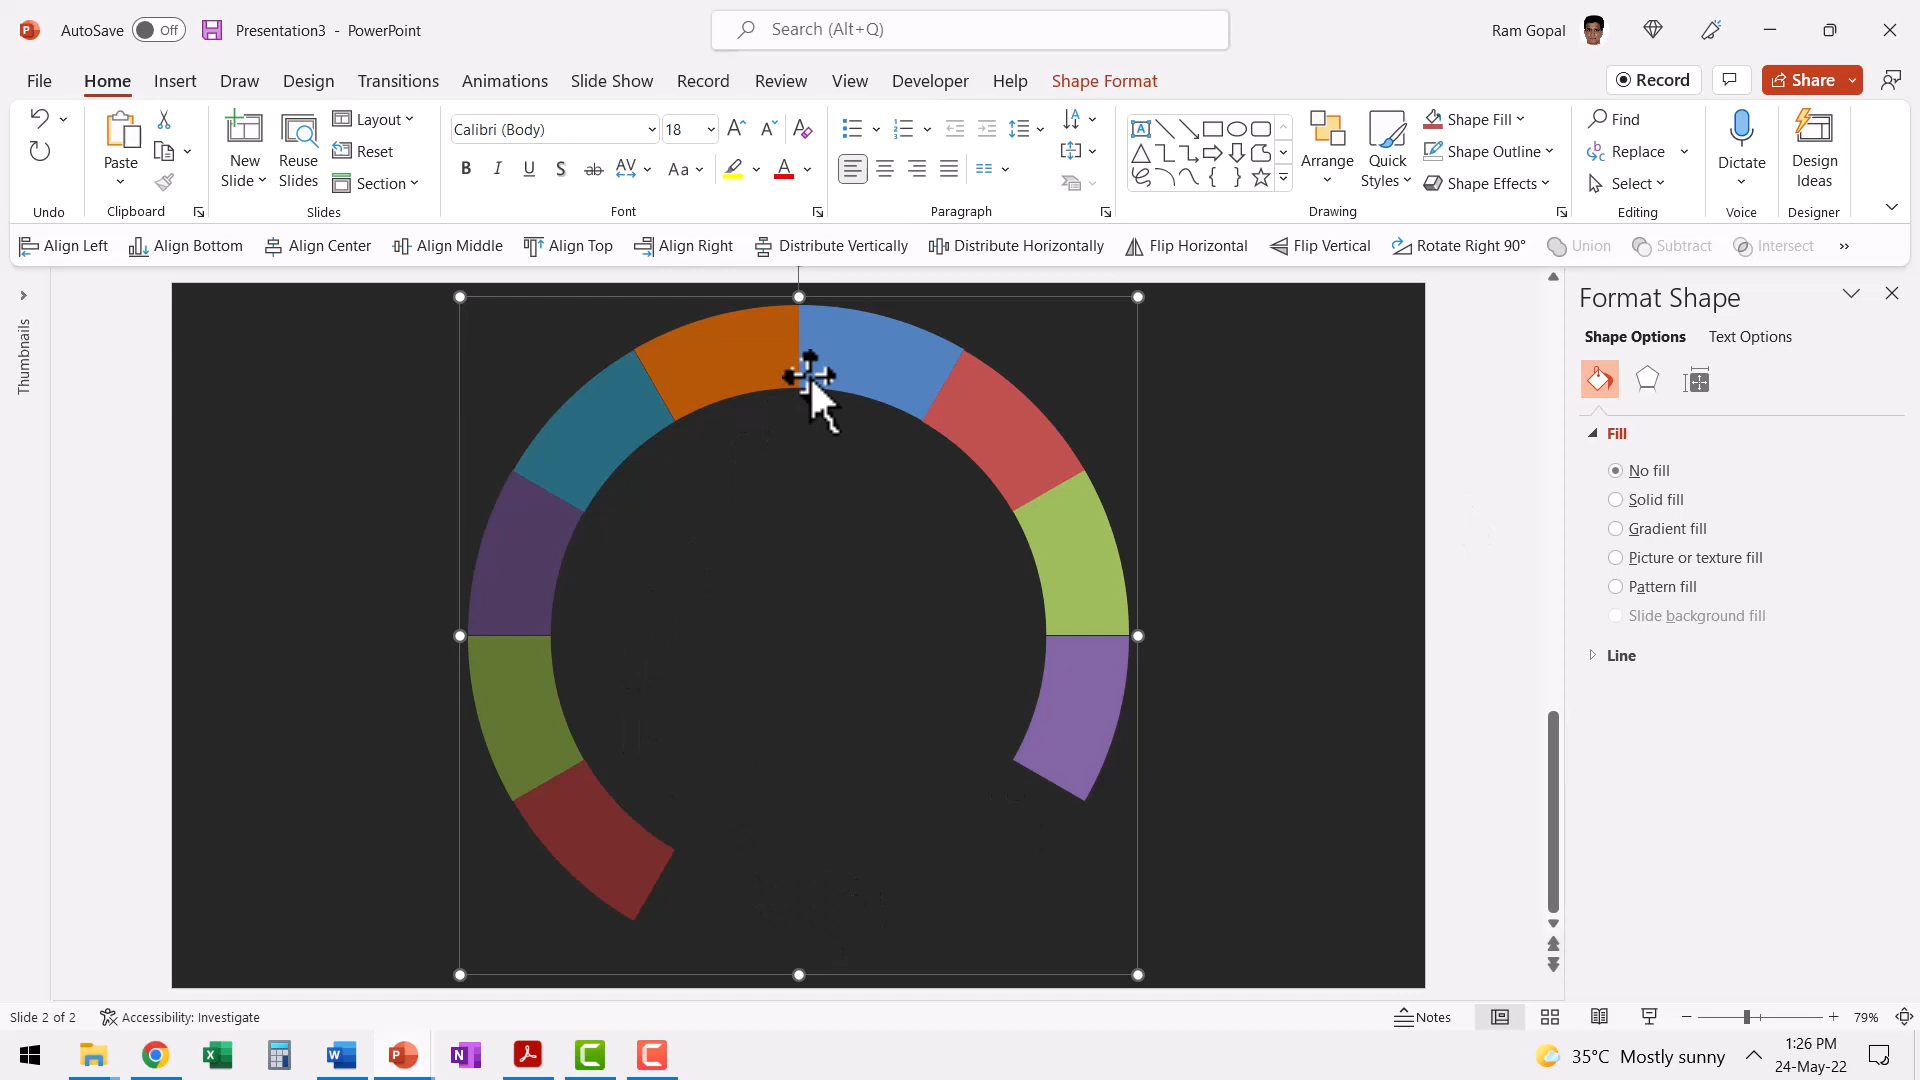 AutoSave Off Presentation3 - PowerPoint Search (Alt+Q) Ram Gopal
File Home Insert Draw Design Transitions Animations Slide Show Record Review View Developer Help Shape Format Record Share
Paste
New Slide
Reuse Slides
Layout
Reset
Section
Calibri (Body) 18
B I U S ab AV Aa A
Arrange
Quick Styles
Shape Fill
Shape Outline
Shape Effects
Find
Replace
Select
Dictate
Design Ideas
Undo Clipboard Slides Font Paragraph Drawing Editing Voice Designer
Align Left Align Bottom Align Center Align Middle Align Top Align Right Distribute Vertically Distribute Horizontally Flip Horizontal Flip Vertical Rotate Right 90° Union Subtract Intersect »
Thumbnails
Format Shape
Shape Options Text Options
Fill
No fill
Solid fill
Gradient fill
Picture or texture fill
Pattern fill
Slide background fill
Line
Slide 2 of 2 Accessibility: Investigate Notes 79%
35°C Mostly sunny
1:26 PM
24-May-22